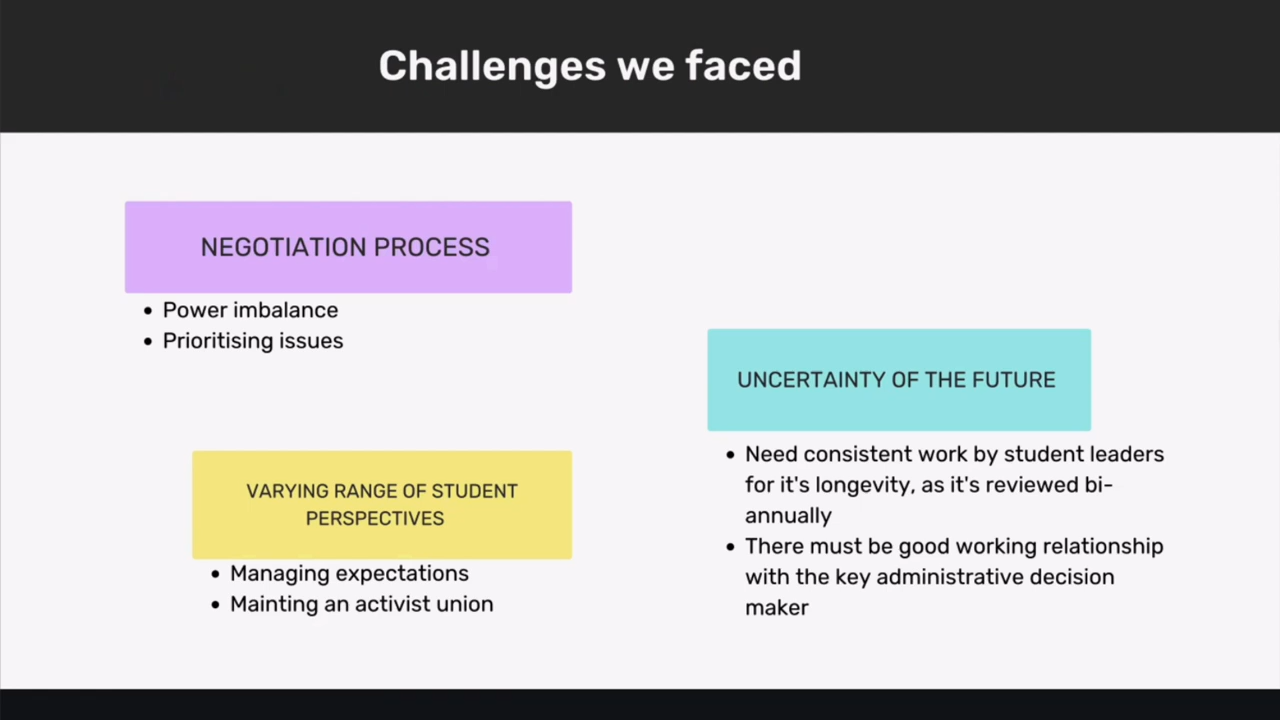 Challenges we faced
NEGOTIATION PROCESS
• Power imbalance
• Prioritising issues
VARYING RANGE OF STUDENT
PERSPECTIVES
• Managing expectations
• Mainting an activist union
UNCERTAINTY OF THE FUTURE
• Need consistent work by student leaders
for it's longevity, as it's reviewed bi-
annually
• There must be good working relationship
with the key administrative decision
maker